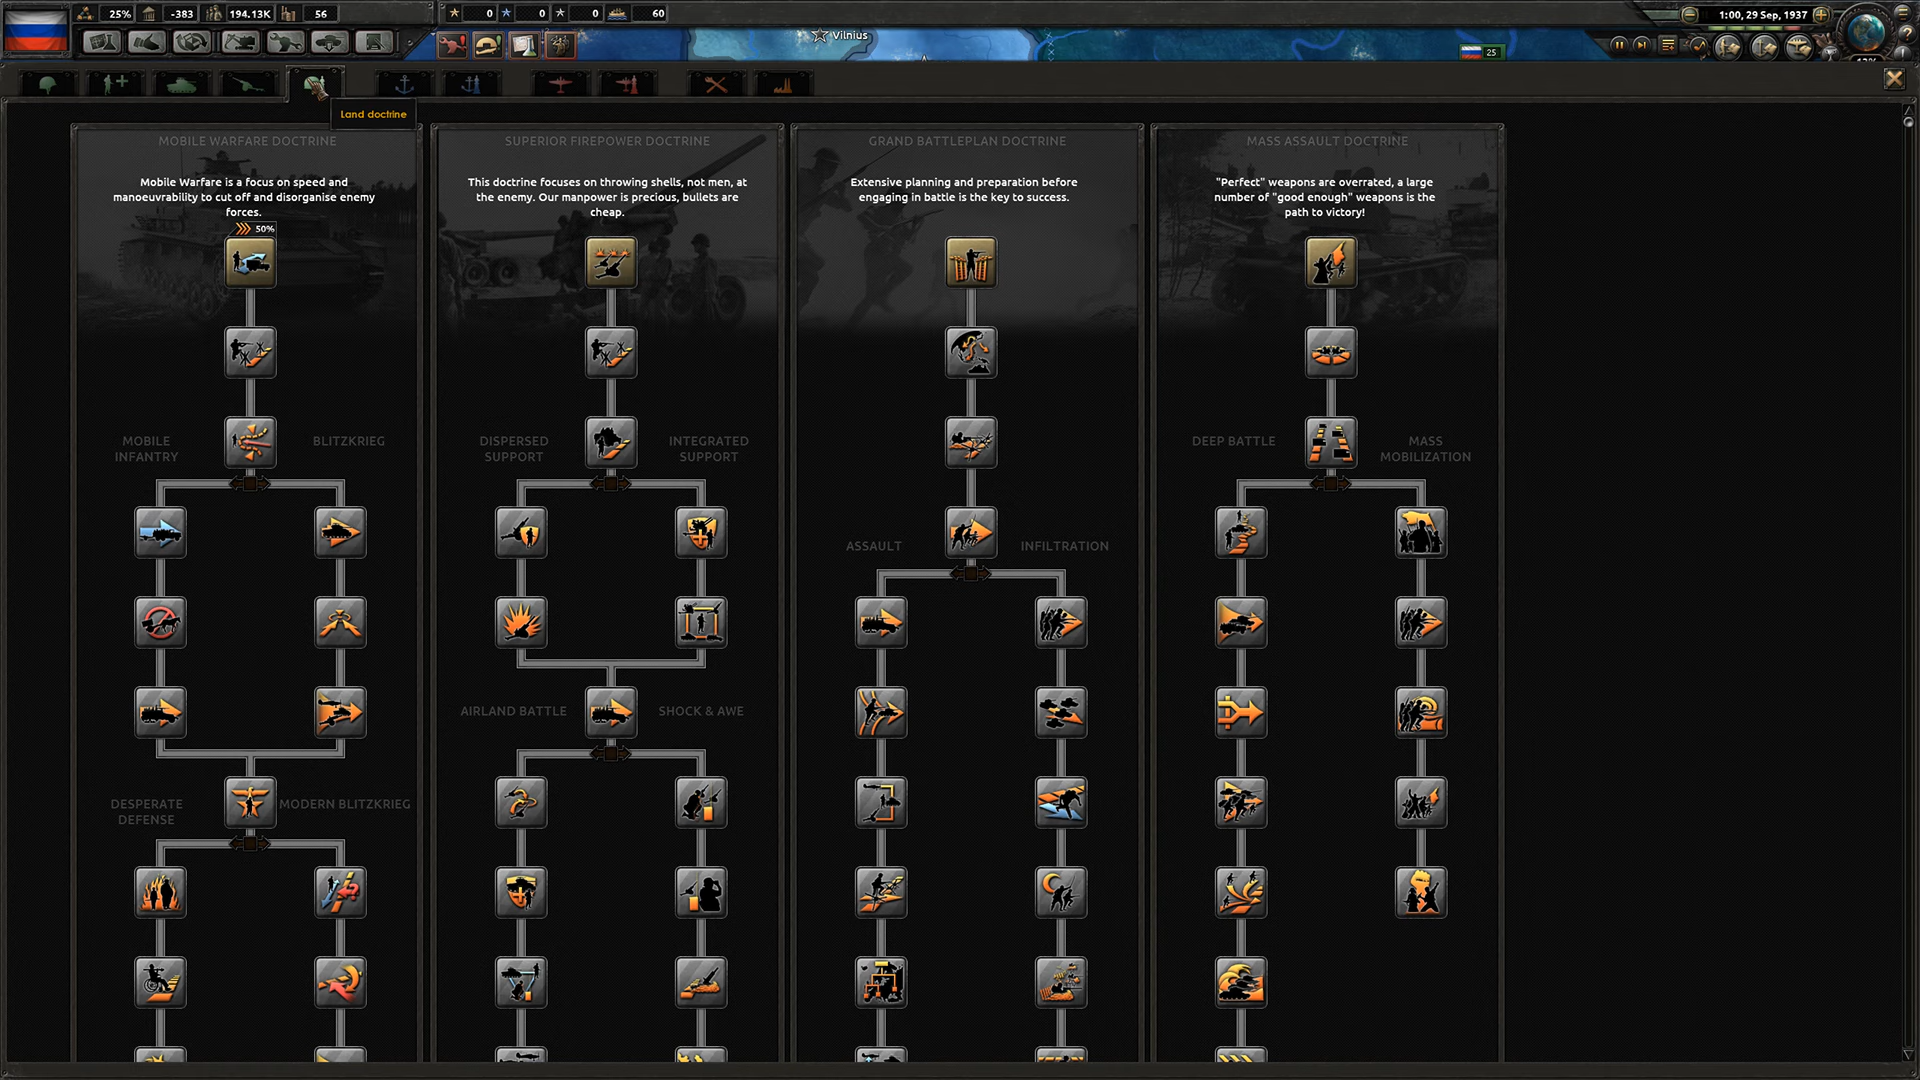 25%
-383
194.13K
56
0
0
0
60
1:00, 29 Sep, 1937
Vilnius
25
Land doctrine
MOBILE WARFARE DOCTRINE
Mobile Warfare is a focus on speed and
manoeuvrability to cut off and disorganise enemy
forces.
50%
MOBILE
INFANTRY
BLITZKRIEG
DESPERATE
DEFENSE
MODERN BLITZKRIEG
SUPERIOR FIREPOWER DOCTRINE
This doctrine focuses on throwing shells, not men, at
the enemy. Our manpower is precious, bullets are
cheap.
DISPERSED
SUPPORT
INTEGRATED
SUPPORT
AIRLAND BATTLE
SHOCK & AWE
GRAND BATTLEPLAN DOCTRINE
Extensive planning and preparation before
engaging in battle is the key to success.
ASSAULT
INFILTRATION
MASS ASSAULT DOCTRINE
"Perfect" weapons are overrated, a large
number of "good enough" weapons is the
path to victory!
DEEP BATTLE
MASS
MOBILIZATION